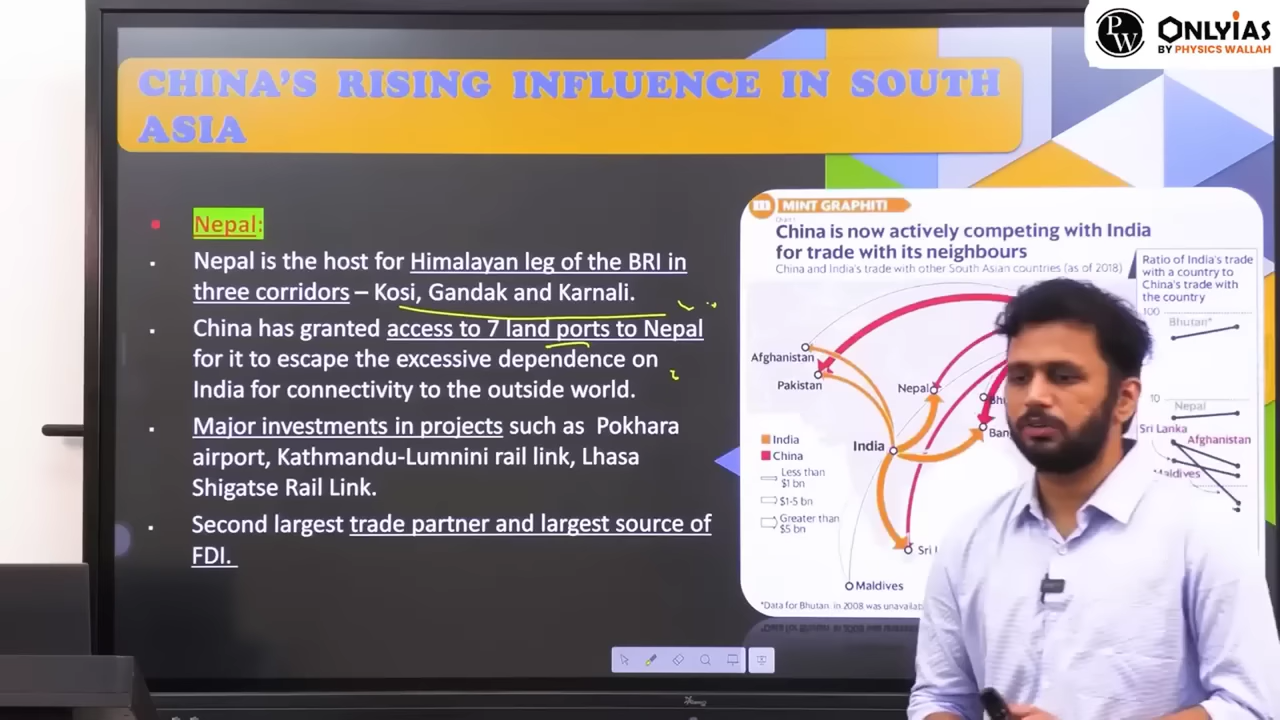 PW
ONLYIAS
BY PHYSICS WALLAH
CHINA'S RISING INFLUENCE IN SOUTH
ASIA
Nepal:
Nepal is the host for Himalayan leg of the BRI in
three corridors – Kosi, Gandak and Karnali.
China has granted access to 7 land ports to Nepal
for it to escape the excessive dependence on
India for connectivity to the outside world.
Major investments in projects such as Pokhara
airport, Kathmandu-Lumnini rail link, Lhasa
Shigatse Rail Link.
Second largest trade partner and largest source of
FDI.
MINT GRAPHITI
China is now actively competing with India
for trade with its neighbours
China and India's trade with other South Asian countries (as of 2018)
Afghanistan
Pakistan
Nepal
India
Maldives
India
China
Less than
$1 bn
$1-5 bn
Greater than
$5 bn
*Data for Bhutan in 2008 was
Ratio of India's trade
with a country to
China's trade with
the country
100
Bhutan*
10
Nepal
Sri Lanka
Afghanistan
Maldives